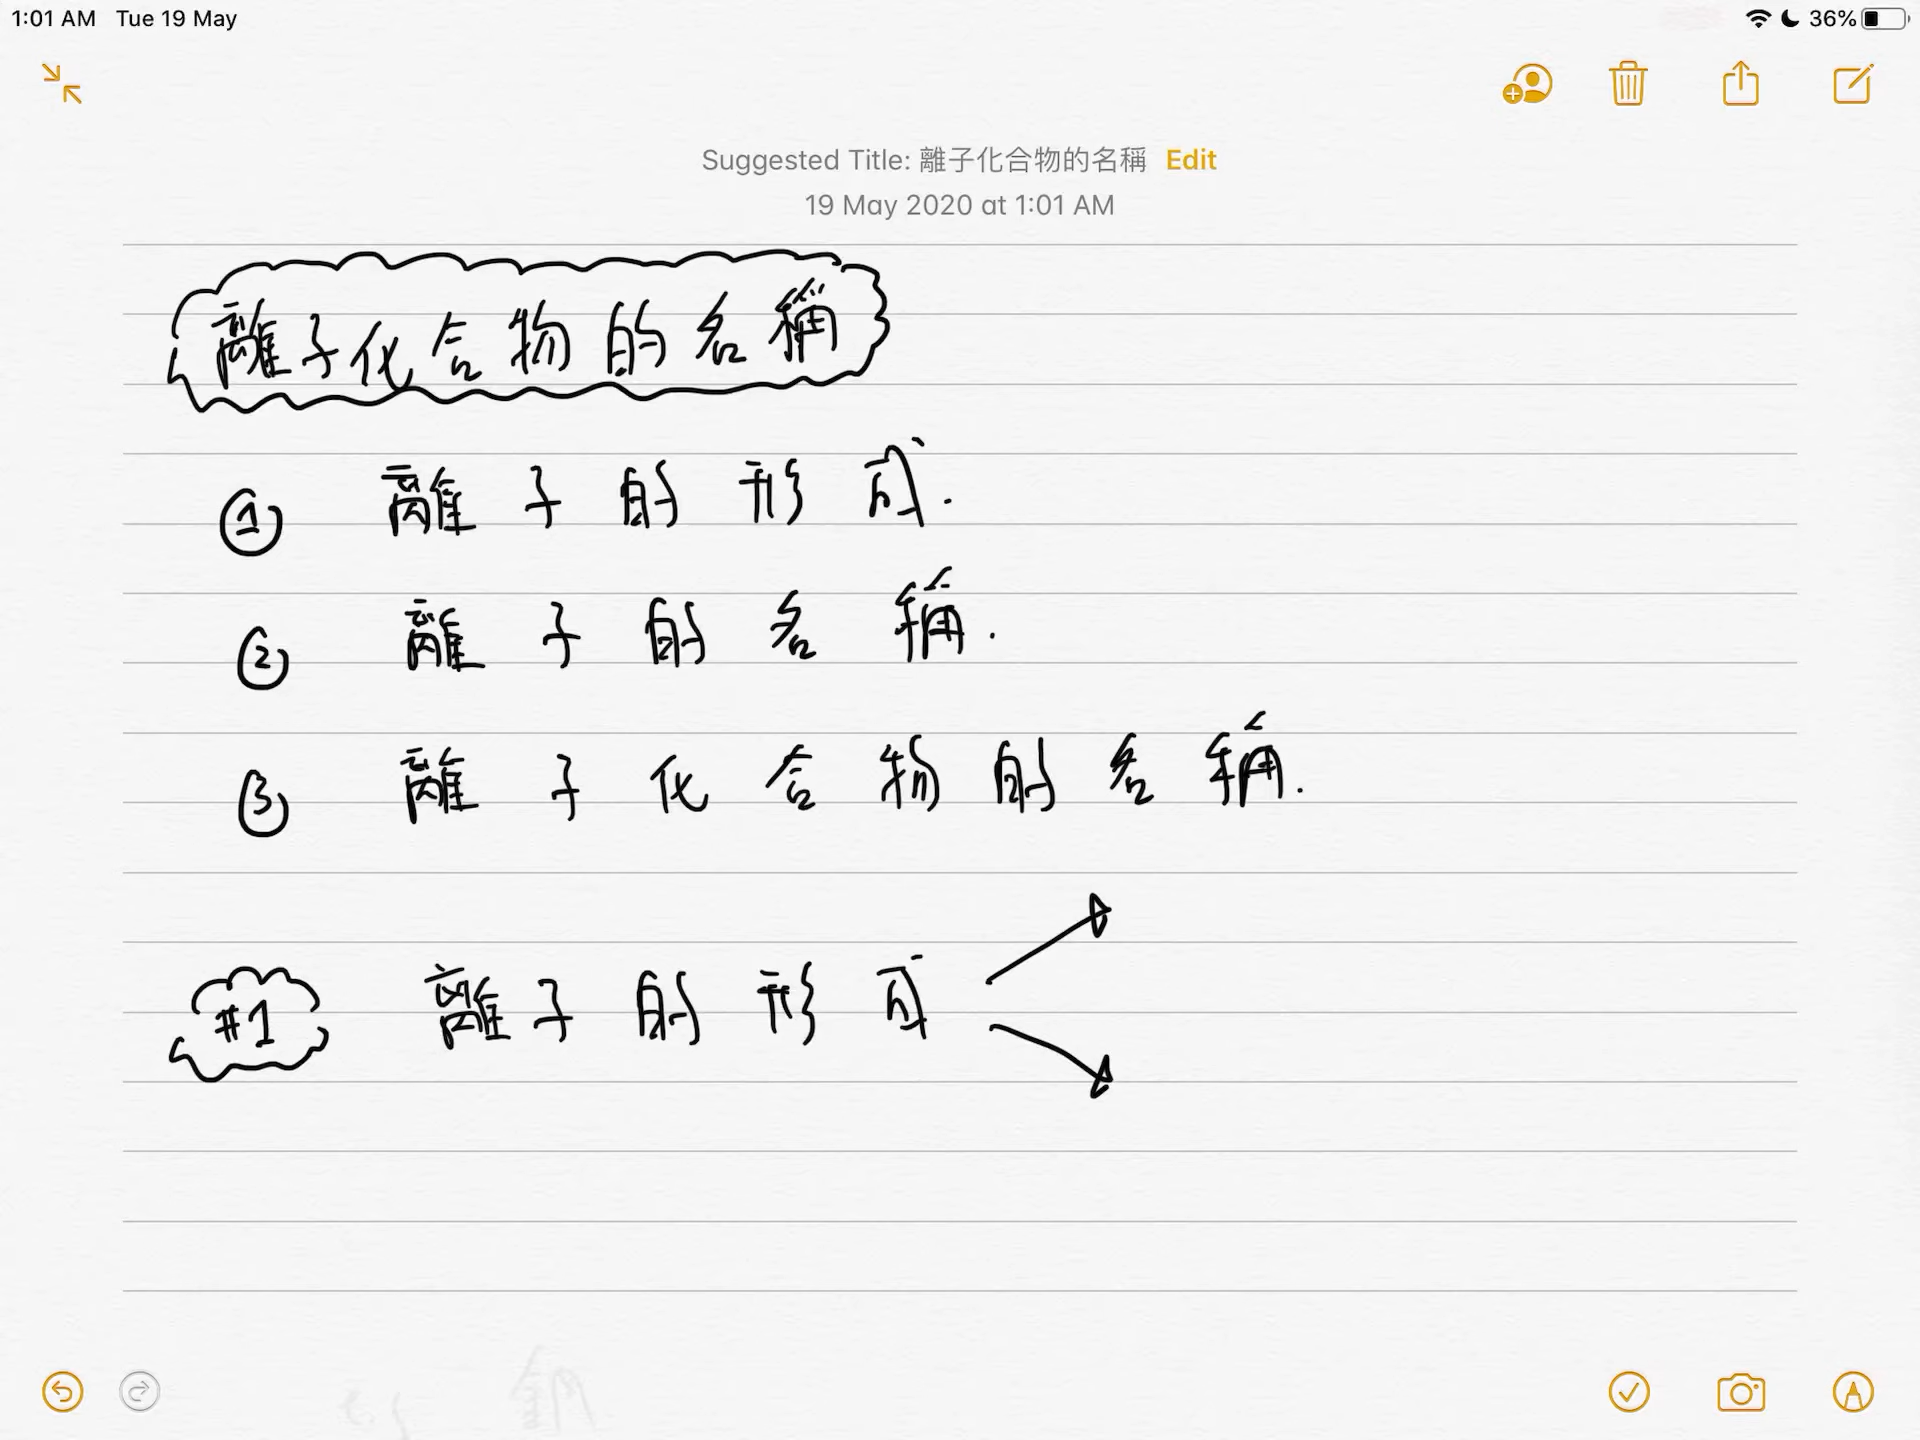 1:01 AM Tue 19 May 36%
Suggested Title: 離子化合物的名稱 Edit
19 May 2020 at 1:01 AM
離子化合物的名稱
① 離子的形成.
② 離子的名稱.
③ 離子化合物的名稱.
#1 離子的形成